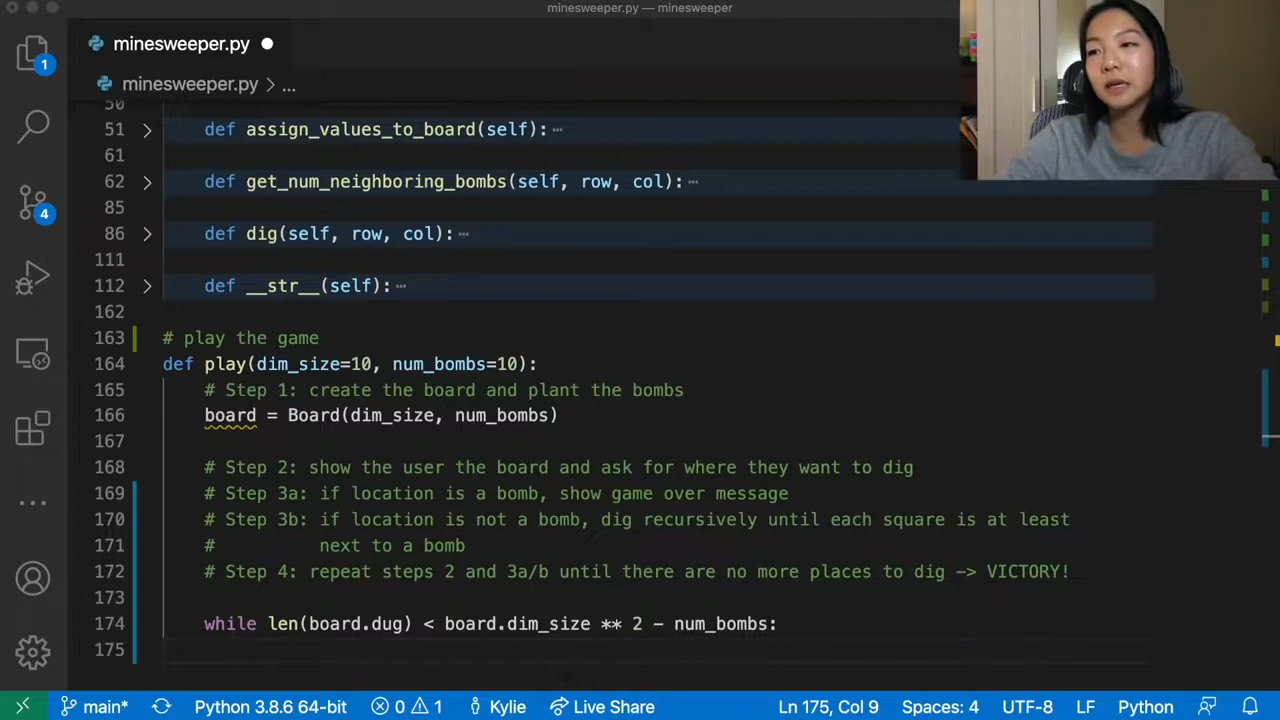 minesweeper.py — minesweeper
minesweeper.py
minesweeper.py > ...
1
4
50
51 def assign_values_to_board(self):…
61
62 def get_num_neighboring_bombs(self, row, col):…
85
86 def dig(self, row, col):…
111
112 def __str__(self):…
162
163 # play the game
164 def play(dim_size=10, num_bombs=10):
165 # Step 1: create the board and plant the bombs
166 board = Board(dim_size, num_bombs)
167
168 # Step 2: show the user the board and ask for where they want to dig
169 # Step 3a: if location is a bomb, show game over message
170 # Step 3b: if location is not a bomb, dig recursively until each square is at least
171 # next to a bomb
172 # Step 4: repeat steps 2 and 3a/b until there are no more places to dig -> VICTORY!
173
174 while len(board.dug) < board.dim_size ** 2 - num_bombs:
175
main* Python 3.8.6 64-bit 0 1 Kylie Live Share Ln 175, Col 9 Spaces: 4 UTF-8 LF Python